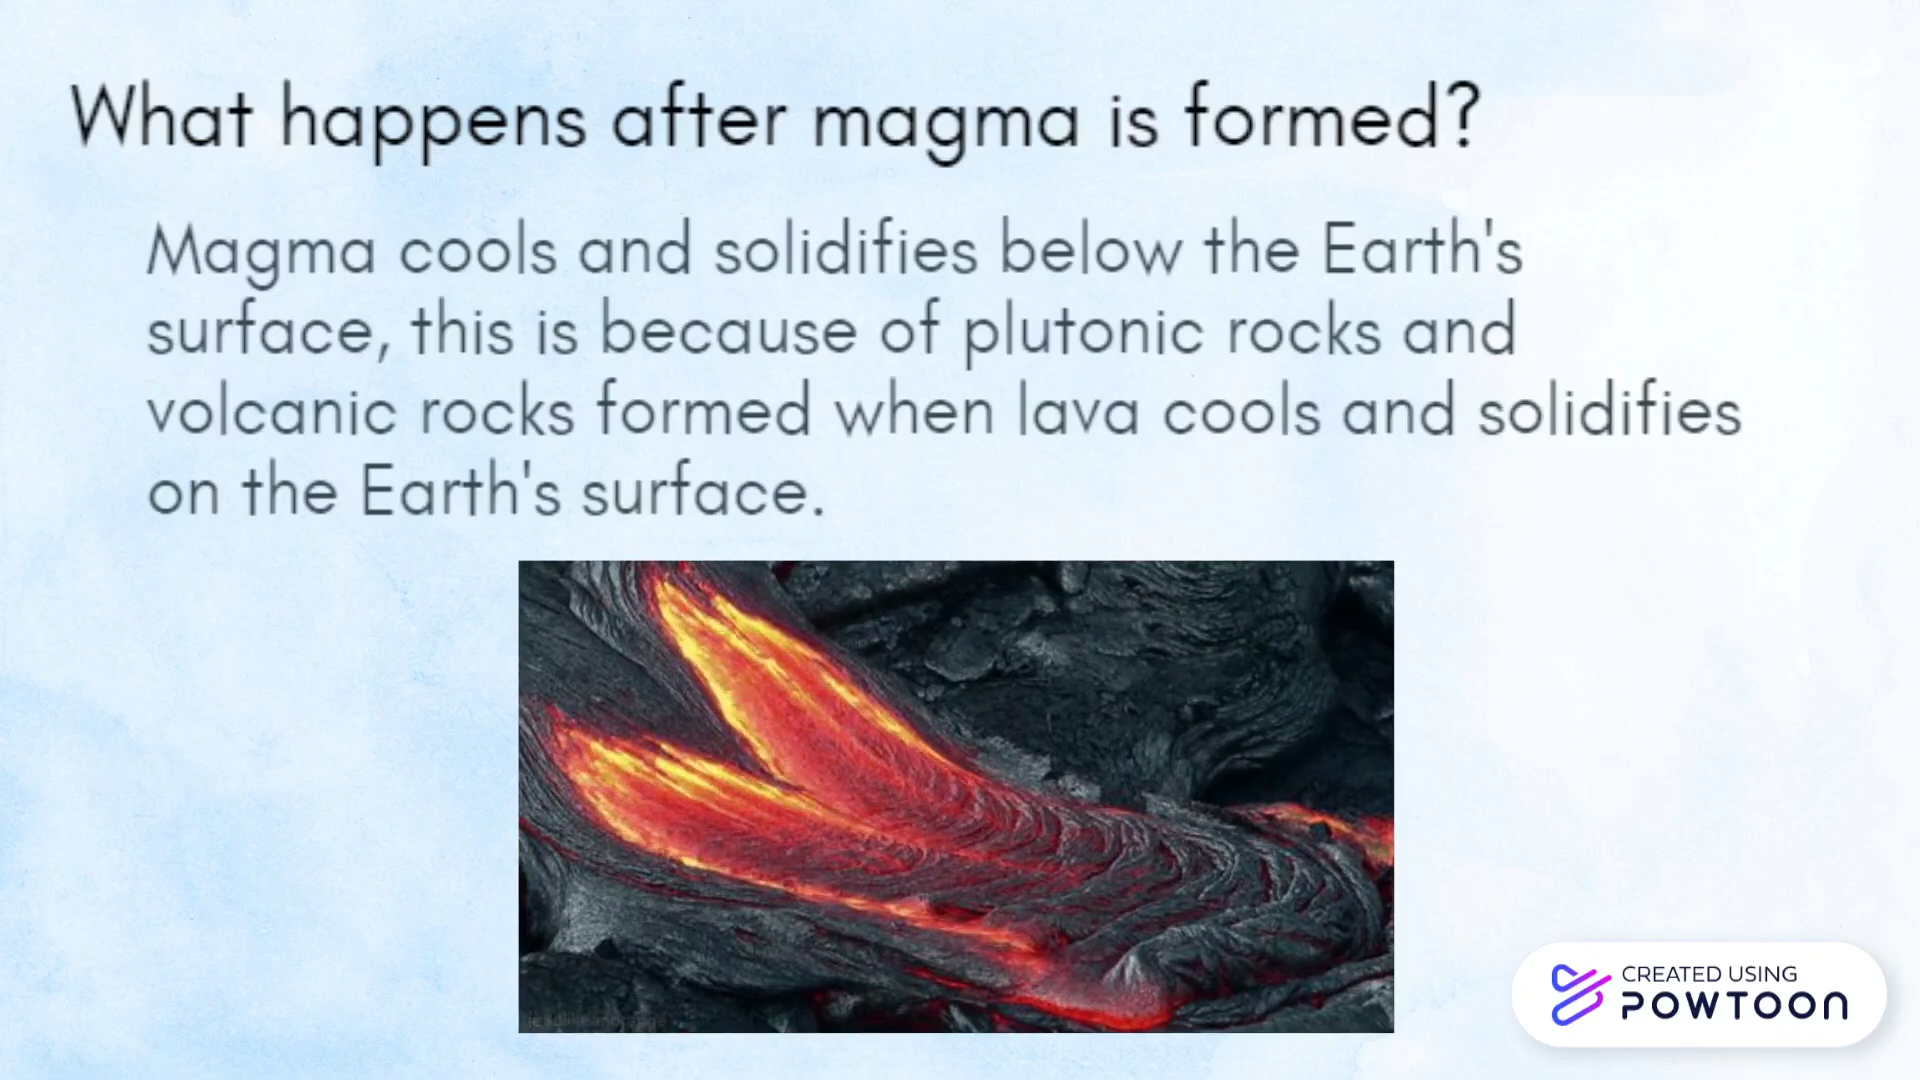 What happens after magma is formed?
Magma cools and solidifies below the Earth's
surface, this is because of plutonic rocks and
volcanic rocks formed when lava cools and solidifies
on the Earth's surface.
CREATED USING
POWTOON